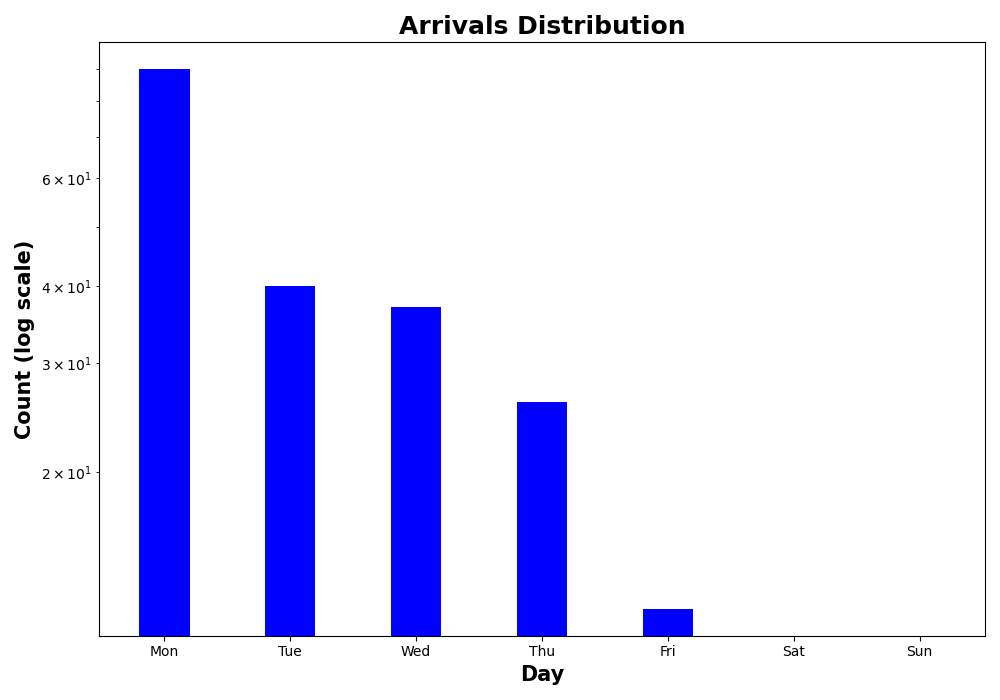 Arrivals Distribution
Count (log scale)
6 × 10¹
4 × 10¹
3 × 10¹
2 × 10¹
Mon Tue Wed Thu Fri Sat Sun
Day